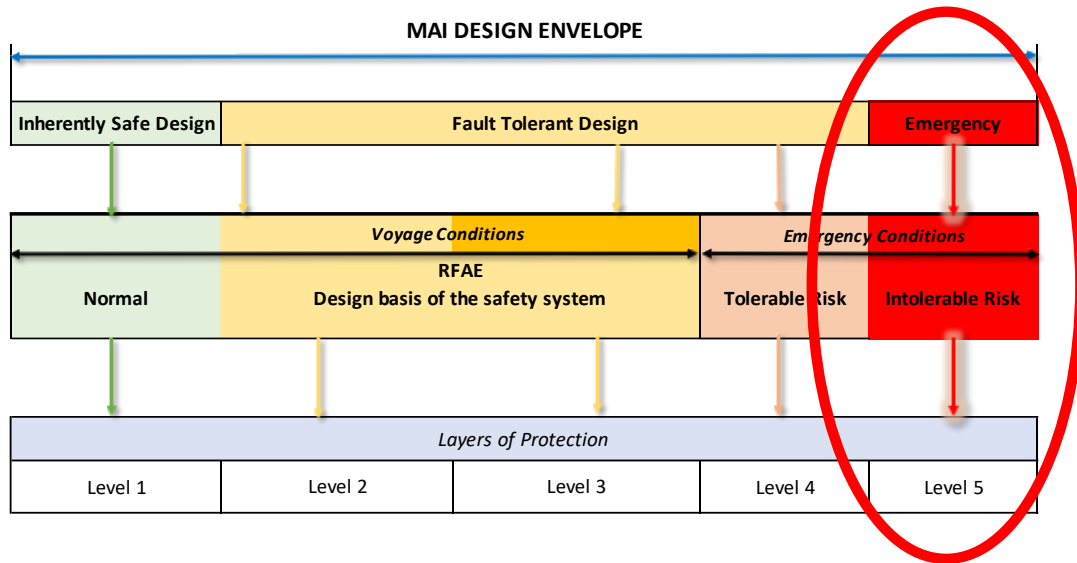 MAI DESIGN ENVELOPE
Inherently Safe Design Fault Tolerant Design Emergency
Voyage Conditions Emergency Conditions
RFAE
Normal Design basis of the safety system Tolerable Risk Intolerable Risk
Layers of Protection
Level 1 Level 2 Level 3 Level 4 Level 5